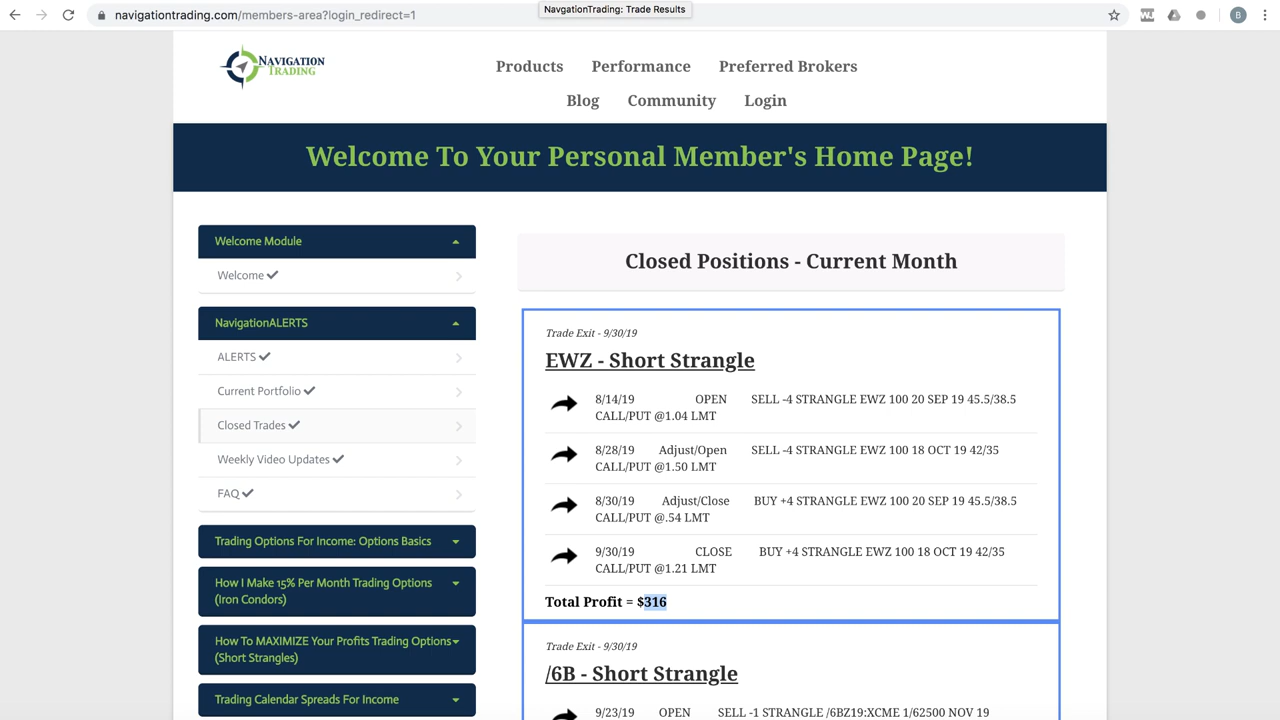 navigationtrading.com/members-area?login_redirect=1
NavgationTrading: Trade Results
B
NAVIGATION
TRADING
Products Performance Preferred Brokers
Blog Community Login
Welcome To Your Personal Member's Home Page!
Welcome Module
Welcome
NavigationALERTS
ALERTS
Current Portfolio
Closed Trades
Weekly Video Updates
FAQ
Trading Options For Income: Options Basics
How I Make 15% Per Month Trading Options
(Iron Condors)
How To MAXIMIZE Your Profits Trading Options
(Short Strangles)
Trading Calendar Spreads For Income
Closed Positions - Current Month
Trade Exit - 9/30/19
EWZ - Short Strangle
8/14/19 OPEN SELL -4 STRANGLE EWZ 100 20 SEP 19 45.5/38.5
CALL/PUT @1.04 LMT
8/28/19 Adjust/Open SELL -4 STRANGLE EWZ 100 18 OCT 19 42/35
CALL/PUT @1.50 LMT
8/30/19 Adjust/Close BUY +4 STRANGLE EWZ 100 20 SEP 19 45.5/38.5
CALL/PUT @.54 LMT
9/30/19 CLOSE BUY +4 STRANGLE EWZ 100 18 OCT 19 42/35
CALL/PUT @1.21 LMT
Total Profit = $316
Trade Exit - 9/30/19
/6B - Short Strangle
9/23/19 OPEN SELL -1 STRANGLE /6BZ19:XCME 1/62500 NOV 19